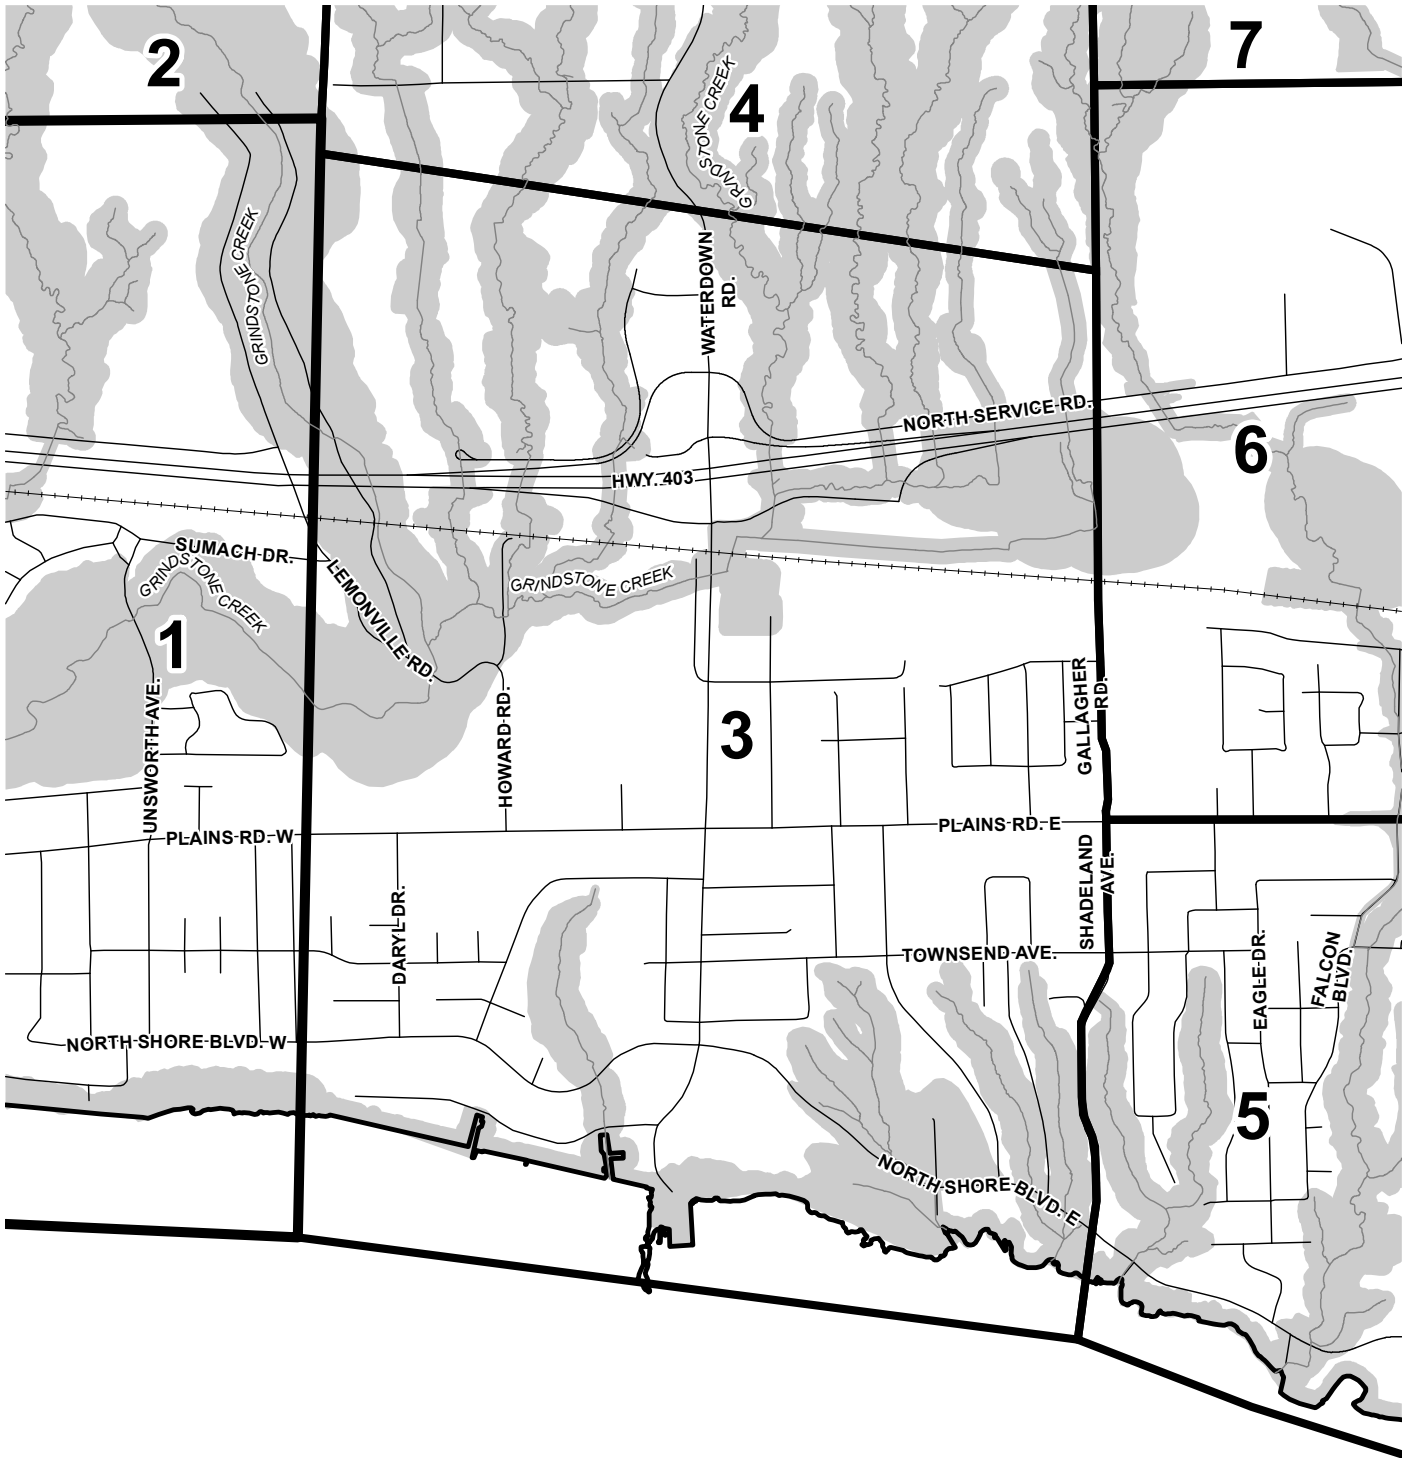 2
7
4
GRINDSTONE CREEK
GRINDSTONE CREEK
WATERDOWN
RD.
NORTH SERVICE RD.
6
HWY. 403
SUMACH DR.
GRINDSTONE CREEK
LEMONVILLE RD.
GRINDSTONE CREEK
1
UNSWORTH AVE.
HOWARD RD.
3
GALLAGHER
RD.
PLAINS RD. W
PLAINS RD. E
SHADELAND
AVE.
DARYL DR.
TOWNSEND AVE.
EAGLE DR.
FALCON
BLVD.
NORTH SHORE BLVD. W
5
NORTH SHORE BLVD. E